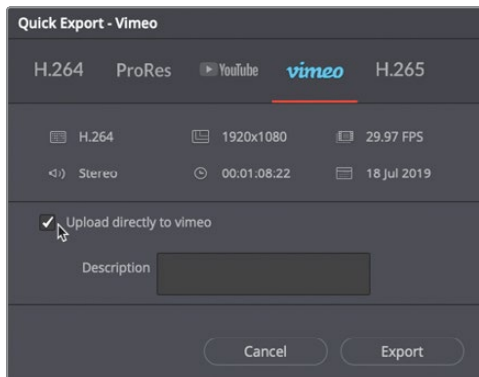 Quick Export - Vimeo
H.264 ProRes YouTube vimeo H.265
H.264 1920x1080 29.97 FPS
Stereo 00:01:08:22 18 Jul 2019
Upload directly to vimeo
Description
Cancel Export